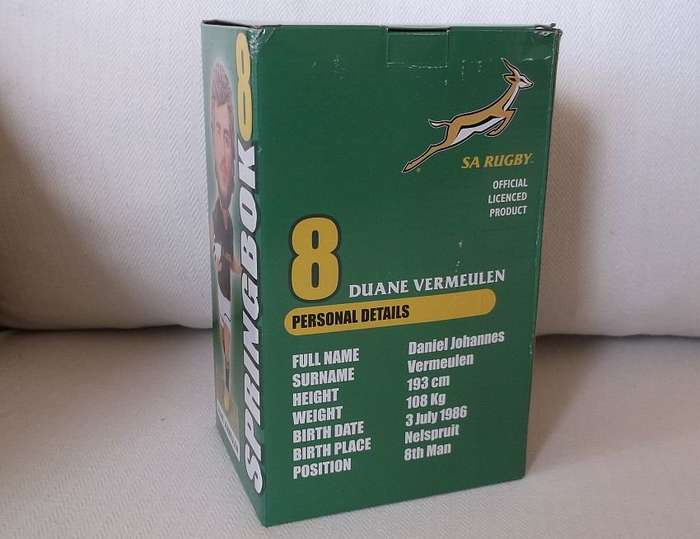 SPRINGBOK 8
SA RUGBY
OFFICIAL
LICENCED
PRODUCT
8 DUANE VERMEULEN
PERSONAL DETAILS
FULL NAME Daniel Johannes
SURNAME Vermeulen
HEIGHT 193 cm
WEIGHT 108 Kg
BIRTH DATE 3 July 1986
BIRTH PLACE Nelspruit
POSITION 8th Man